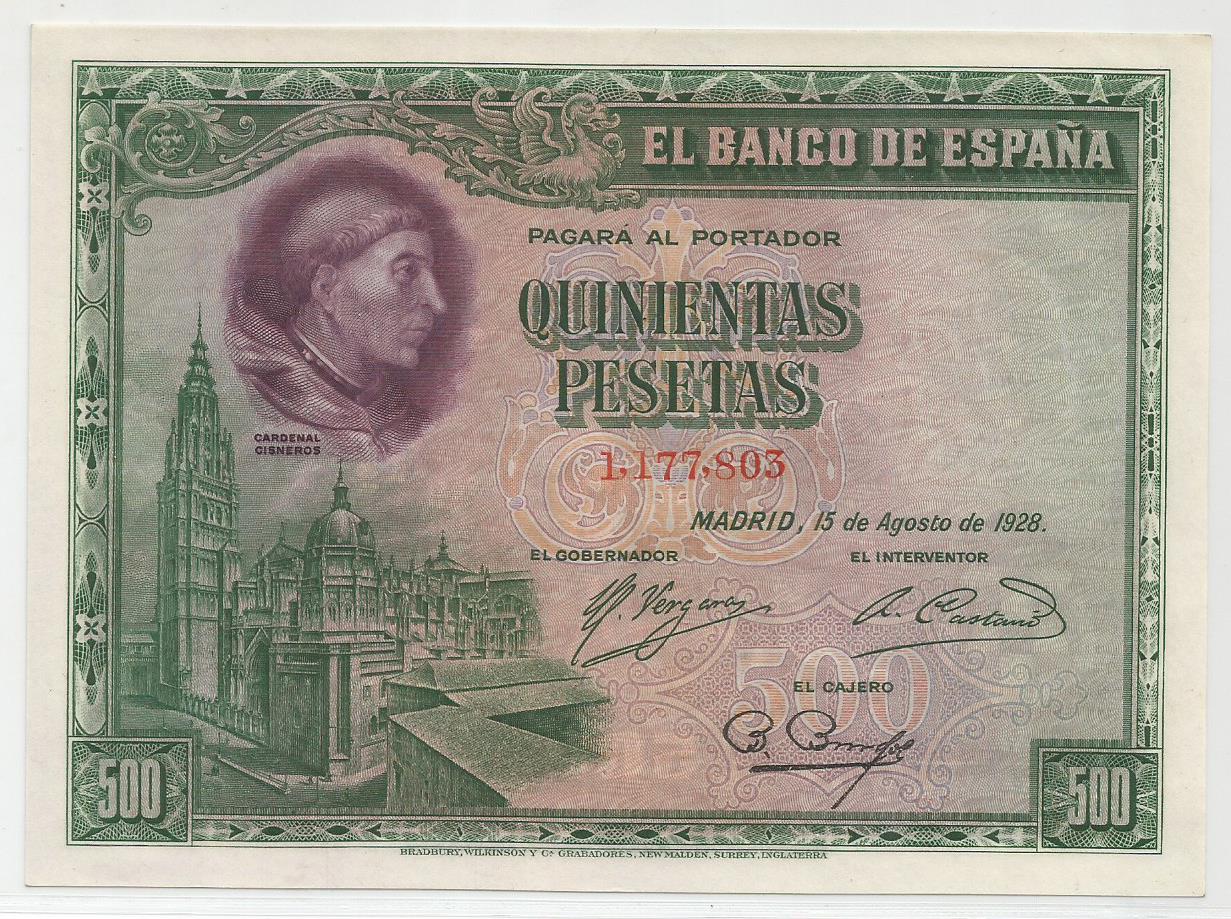 EL BANCO DE ESPAÑA
PAGARÁ AL PORTADOR
QUINIENTAS
PESETAS
CARDENAL
CISNEROS
1,177,803
MADRID, 15 de Agosto de 1928.
EL GOBERNADOR EL INTERVENTOR
A. Castaño
500
EL CAJERO
500 500
BRADBURY, WILKINSON Y Cª GRABADORES, NEW MALDEN, SURREY, INGLATERRA